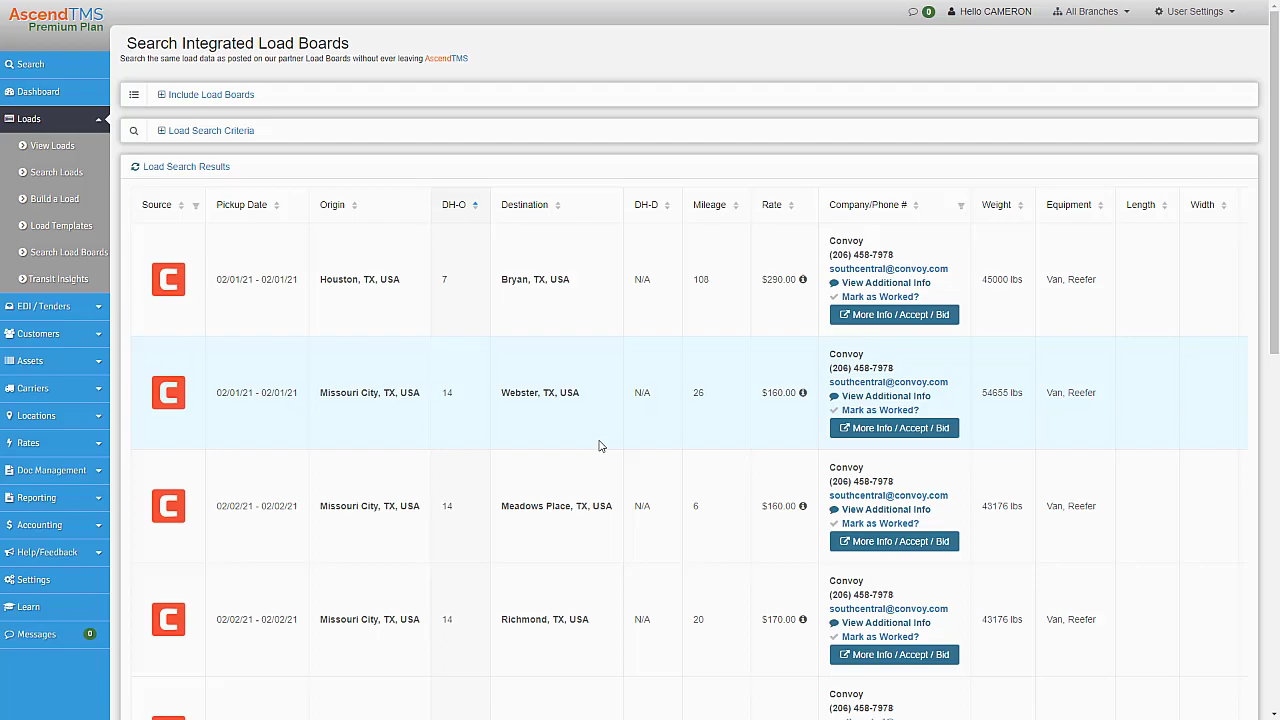 AscendTMS
Premium Plan
0
Hello CAMERON
All Branches
User Settings
Search
Dashboard
Loads
View Loads
Search Loads
Build a Load
Load Templates
Search Load Boards
Transit Insights
EDI / Tenders
Customers
Assets
Carriers
Locations
Rates
Doc Management
Reporting
Accounting
Help/Feedback
Settings
Learn
Messages 0
Search Integrated Load Boards
Search the same load data as posted on our partner Load Boards without ever leaving AscendTMS
Include Load Boards
Load Search Criteria
Load Search Results
Source Pickup Date Origin DH-O Destination DH-D Mileage Rate Company/Phone # Weight Equipment Length Width
Convoy
(206) 458-7978
southcentral@convoy.com
C 02/01/21 - 02/01/21 Houston, TX, USA 7 Bryan, TX, USA N/A 108 $290.00 View Additional Info 45000 lbs Van, Reefer
Mark as Worked?
More Info / Accept / Bid
Convoy
(206) 458-7978
southcentral@convoy.com
C 02/01/21 - 02/01/21 Missouri City, TX, USA 14 Webster, TX, USA N/A 26 $160.00 View Additional Info 54655 lbs Van, Reefer
Mark as Worked?
More Info / Accept / Bid
Convoy
(206) 458-7978
southcentral@convoy.com
C 02/02/21 - 02/02/21 Missouri City, TX, USA 14 Meadows Place, TX, USA N/A 6 $160.00 View Additional Info 43176 lbs Van, Reefer
Mark as Worked?
More Info / Accept / Bid
Convoy
(206) 458-7978
southcentral@convoy.com
C 02/02/21 - 02/02/21 Missouri City, TX, USA 14 Richmond, TX, USA N/A 20 $170.00 View Additional Info 43176 lbs Van, Reefer
Mark as Worked?
More Info / Accept / Bid
Convoy
(206) 458-7978